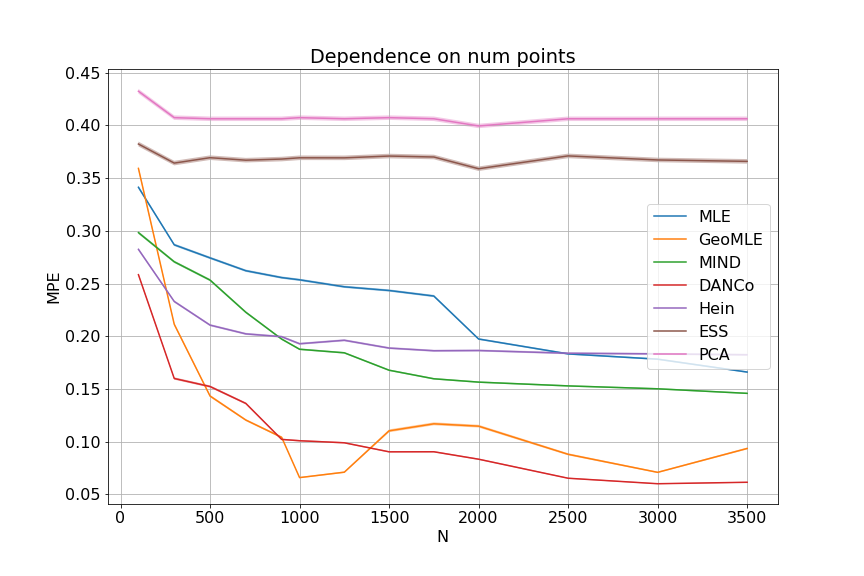 Dependence on num points
MPE
0.45
0.40
0.35
0.30
0.25
0.20
0.15
0.10
0.05
MLE
GeoMLE
MIND
DANCo
Hein
ESS
PCA
0 500 1000 1500 2000 2500 3000 3500
N